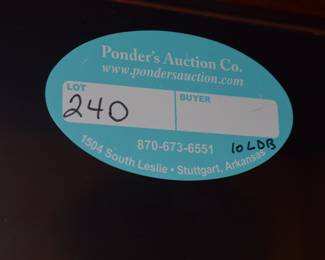 Ponder's Auction Co.
www.pondersauction.com
LOT
BUYER
240
870-673-6551
10 LDB
1504 South Leslie • Stuttgart, Arkansas